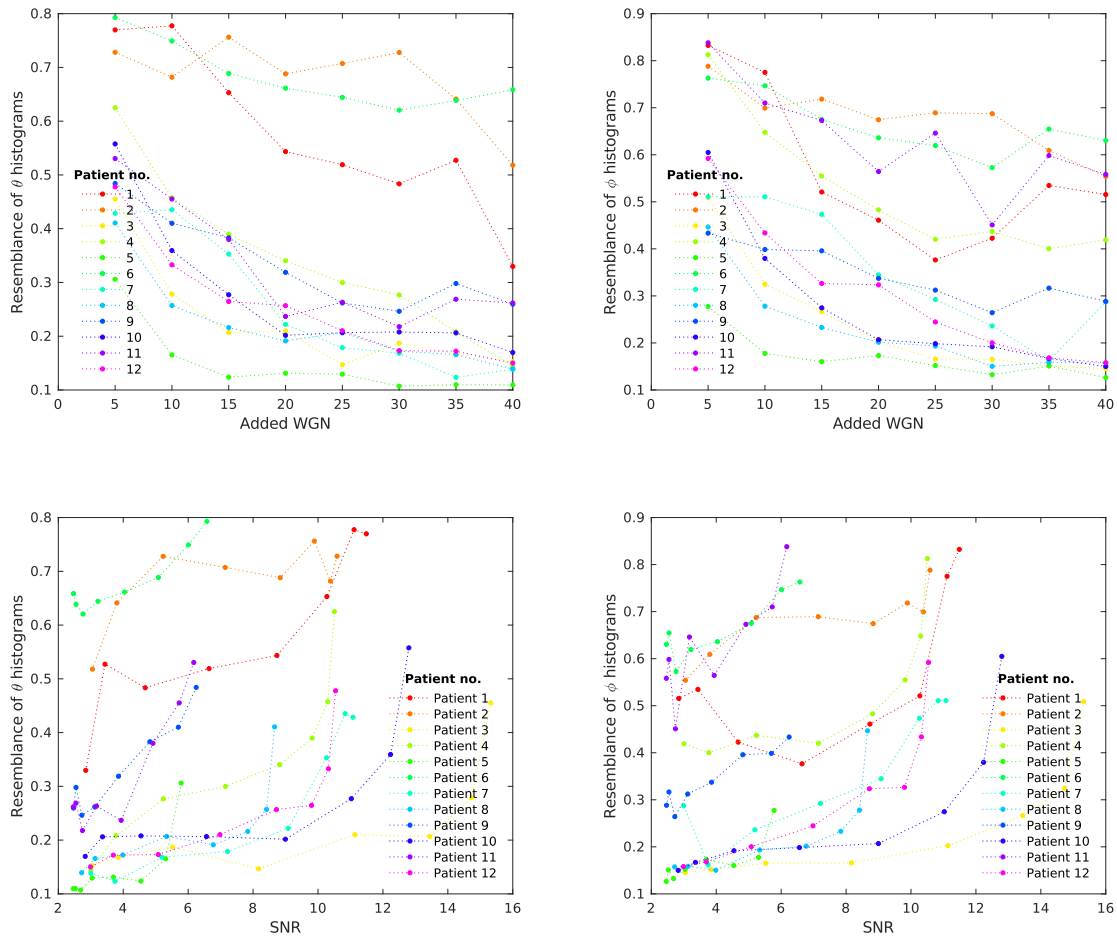 0.8
0.7
0.6
0.5
0.4
0.3
0.2
0.1
Resemblance of θ histograms
Patient no.
1
2
3
4
5
6
7
8
9
10
11
12
0 5 10 15 20 25 30 35 40
Added WGN
0.9
0.8
0.7
0.6
0.5
0.4
0.3
0.2
0.1
Resemblance of ϕ histograms
Patient no.
1
2
3
4
5
6
7
8
9
10
11
12
0 5 10 15 20 25 30 35 40
Added WGN
0.8
0.7
0.6
0.5
0.4
0.3
0.2
0.1
Resemblance of θ histograms
Patient no.
Patient 1
Patient 2
Patient 3
Patient 4
Patient 5
Patient 6
Patient 7
Patient 8
Patient 9
Patient 10
Patient 11
Patient 12
2 4 6 8 10 12 14 16
SNR
0.9
0.8
0.7
0.6
0.5
0.4
0.3
0.2
0.1
Resemblance of ϕ histograms
Patient no.
Patient 1
Patient 2
Patient 3
Patient 4
Patient 5
Patient 6
Patient 7
Patient 8
Patient 9
Patient 10
Patient 11
Patient 12
2 4 6 8 10 12 14 16
SNR